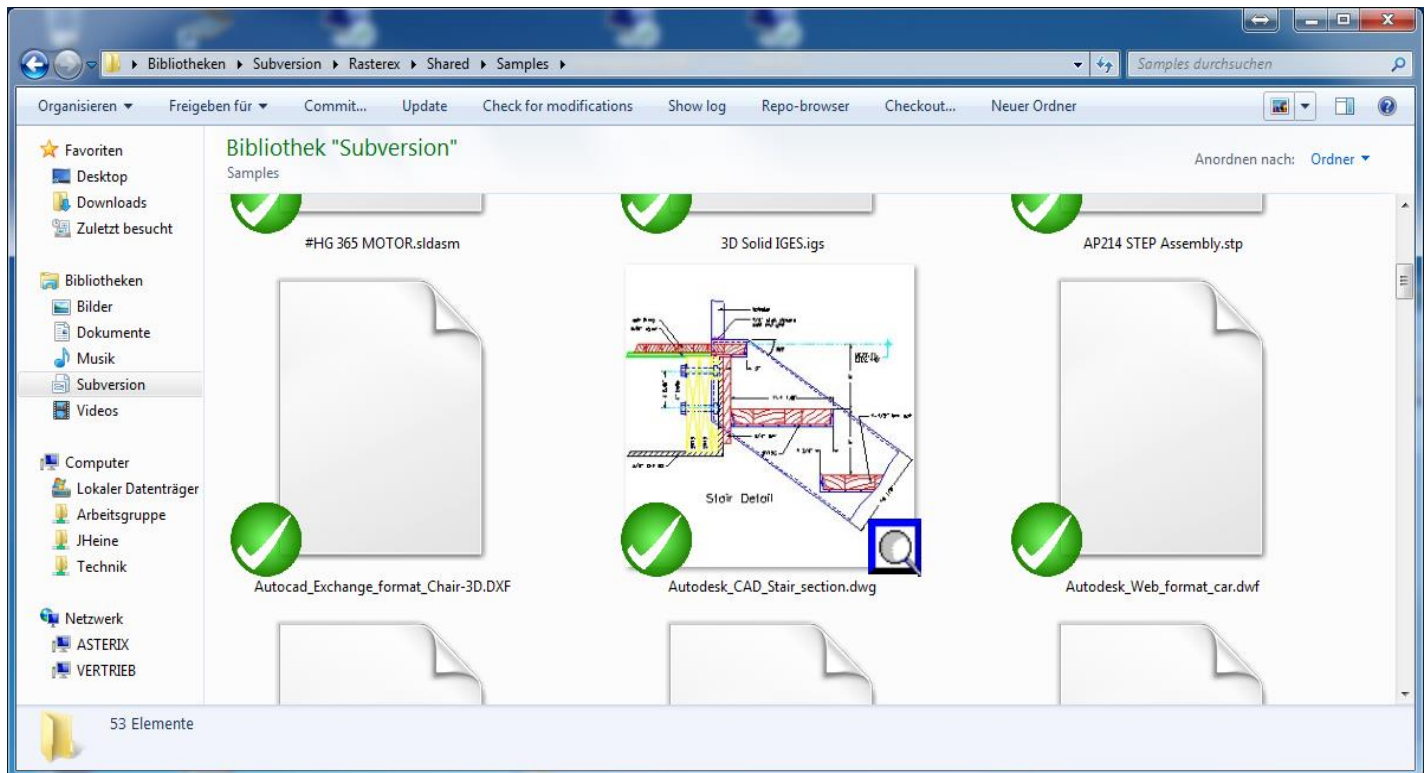 Bibliotheken ▸ Subversion ▸ Rasterex ▸ Shared ▸ Samples ▸
Samples durchsuchen
Organisieren Freigeben für Commit... Update Check for modifications Show log Repo-browser Checkout... Neuer Ordner
Favoriten
Desktop
Downloads
Zuletzt besucht
Bibliotheken
Bilder
Dokumente
Musik
Subversion
Videos
Computer
Lokaler Datenträger
Arbeitsgruppe
JHeine
Technik
Netzwerk
ASTERIX
VERTRIEB
Bibliothek "Subversion"
Samples
Anordnen nach: Ordner
#HG 365 MOTOR.sldasm
3D Solid IGES.igs
AP214 STEP Assembly.stp
Stair Detail
Autocad_Exchange_format_Chair-3D.DXF
Autodesk_CAD_Stair_section.dwg
Autodesk_Web_format_car.dwf
53 Elemente